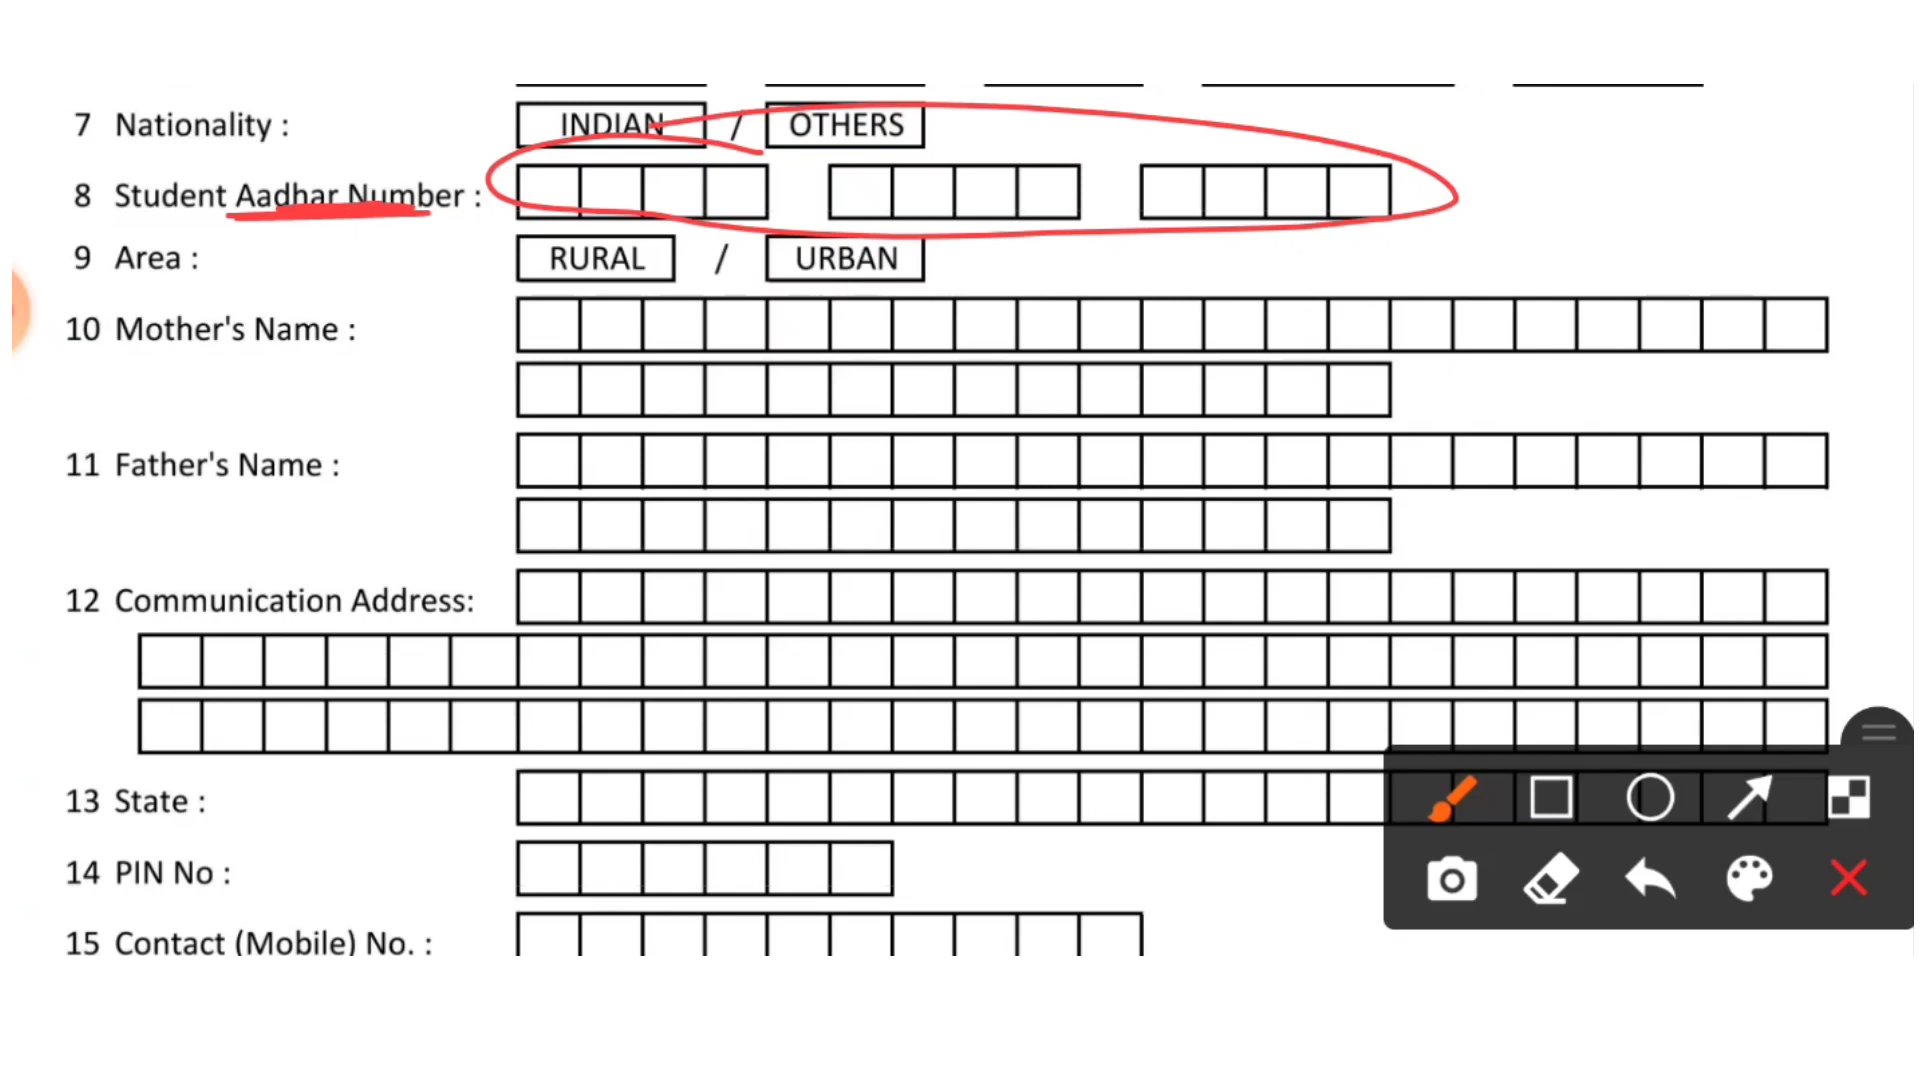 7 Nationality : INDIAN / OTHERS
8 Student Aadhar Number :
9 Area : RURAL / URBAN
10 Mother's Name :
11 Father's Name :
12 Communication Address:
13 State :
14 PIN No :
15 Contact (Mobile) No. :